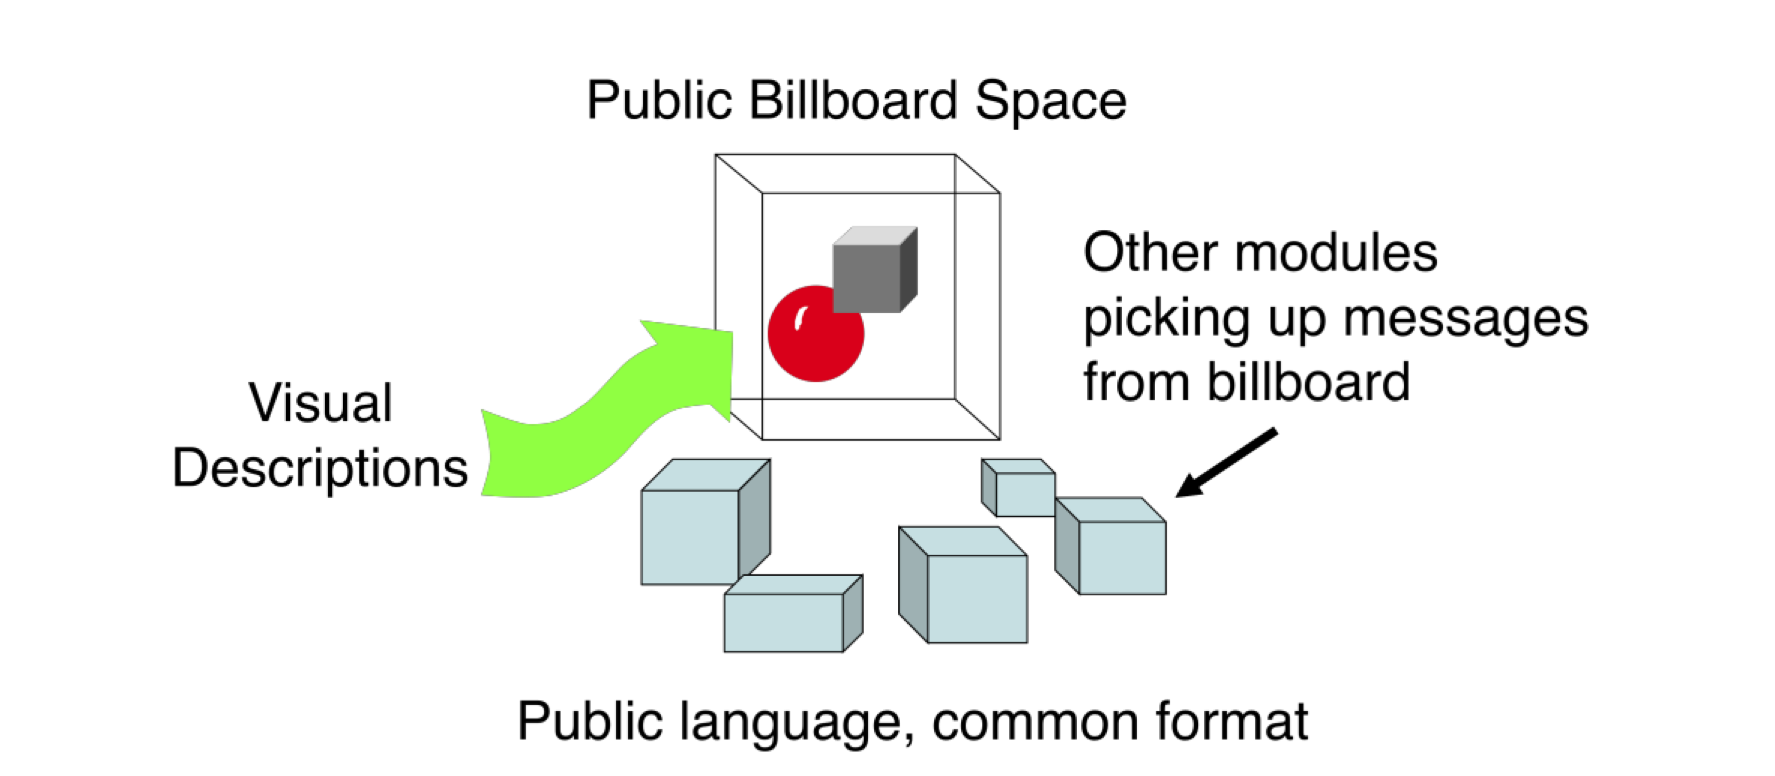 Public Billboard Space
Other modules
picking up messages
from billboard
Visual
Descriptions
Public language, common format